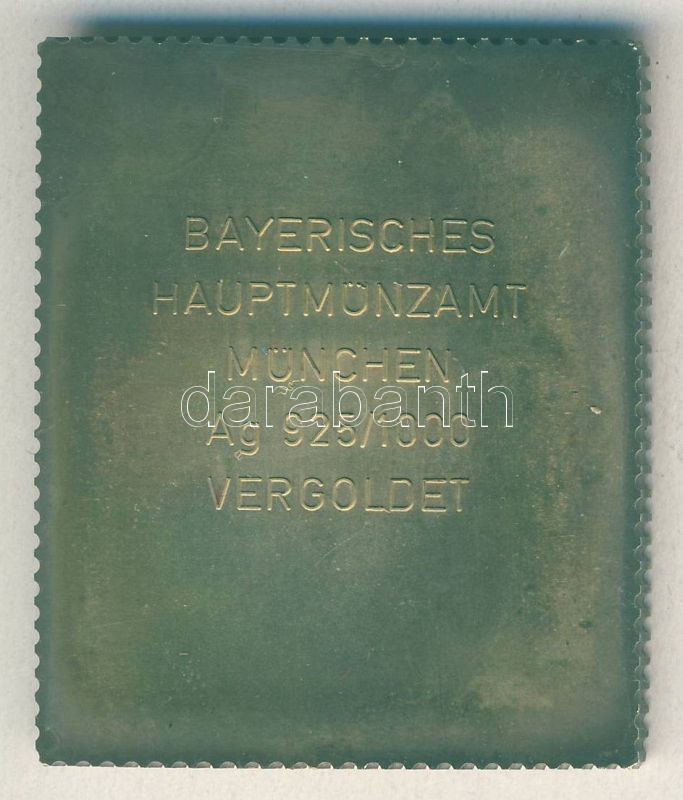 BAYERISCHES
HAUPTMÜNZAMT
MÜNCHEN
darabanth
Ag 925/1000
VERGOLDET